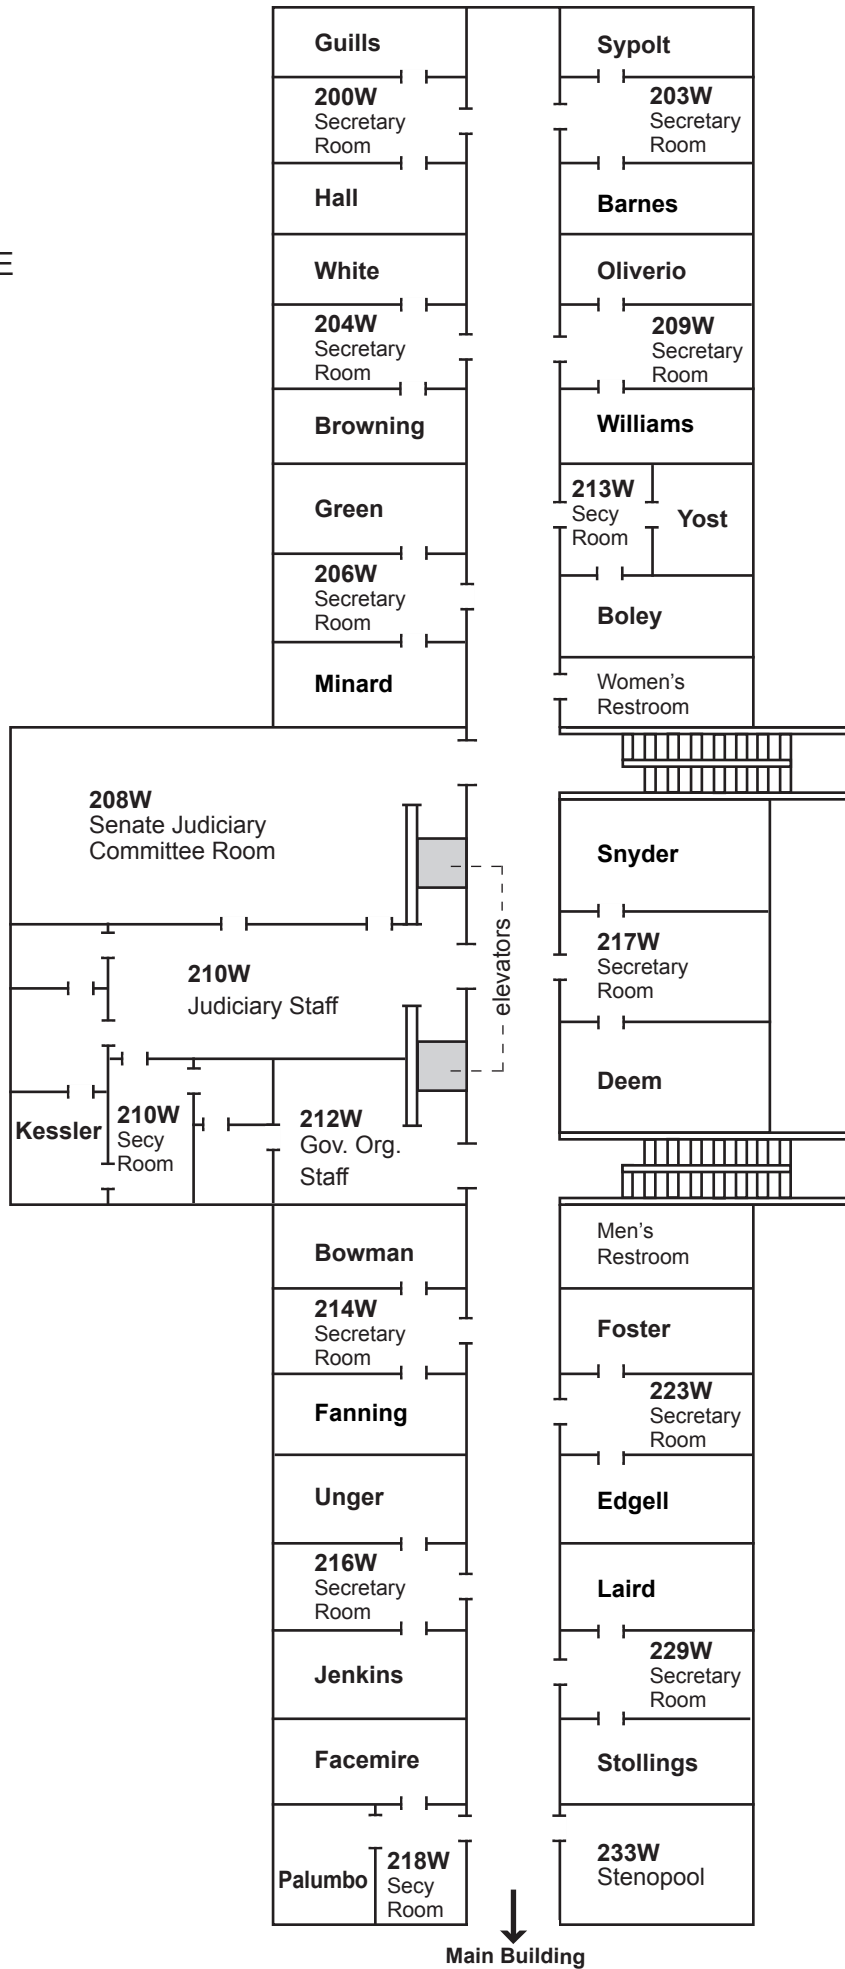 Guills
200W
Secretary
Room
Hall
White
204W
Secretary
Room
Browning
Green
206W
Secretary
Room
Minard
E
208W
Senate Judiciary
Committee Room
210W
Judiciary Staff
Kessler
210W
Secy
Room
212W
Gov. Org.
Staff
elevators
Bowman
214W
Secretary
Room
Fanning
Unger
216W
Secretary
Room
Jenkins
Facemire
Palumbo
218W
Secy
Room
Sypolt
203W
Secretary
Room
Barnes
Oliverio
209W
Secretary
Room
Williams
213W
Secy
Room
Yost
Boley
Women's
Restroom
Snyder
217W
Secretary
Room
Deem
Men's
Restroom
Foster
223W
Secretary
Room
Edgell
Laird
229W
Secretary
Room
Stollings
233W
Stenopool
Main Building